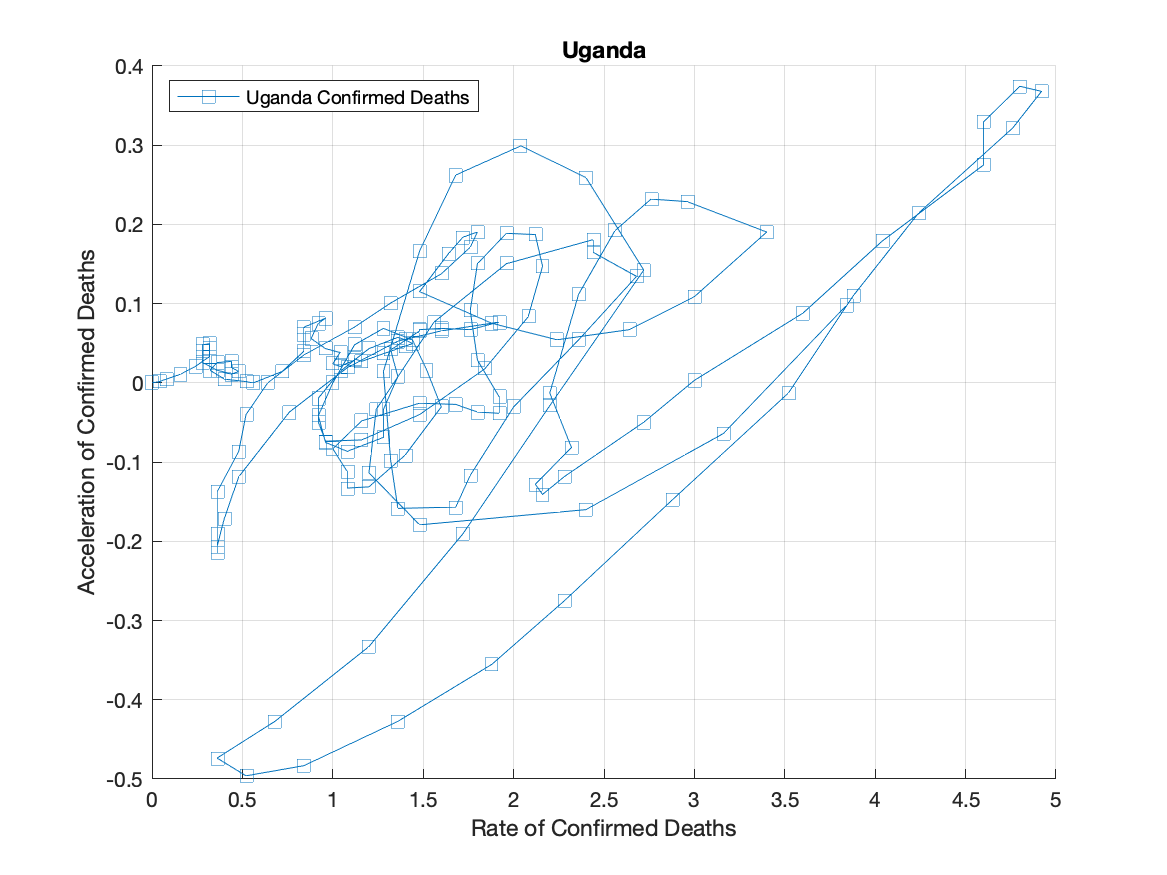 Uganda
Uganda Confirmed Deaths
0.4
0.3
0.2
0.1
0
-0.1
-0.2
-0.3
-0.4
-0.5
Acceleration of Confirmed Deaths
0 0.5 1 1.5 2 2.5 3 3.5 4 4.5 5
Rate of Confirmed Deaths